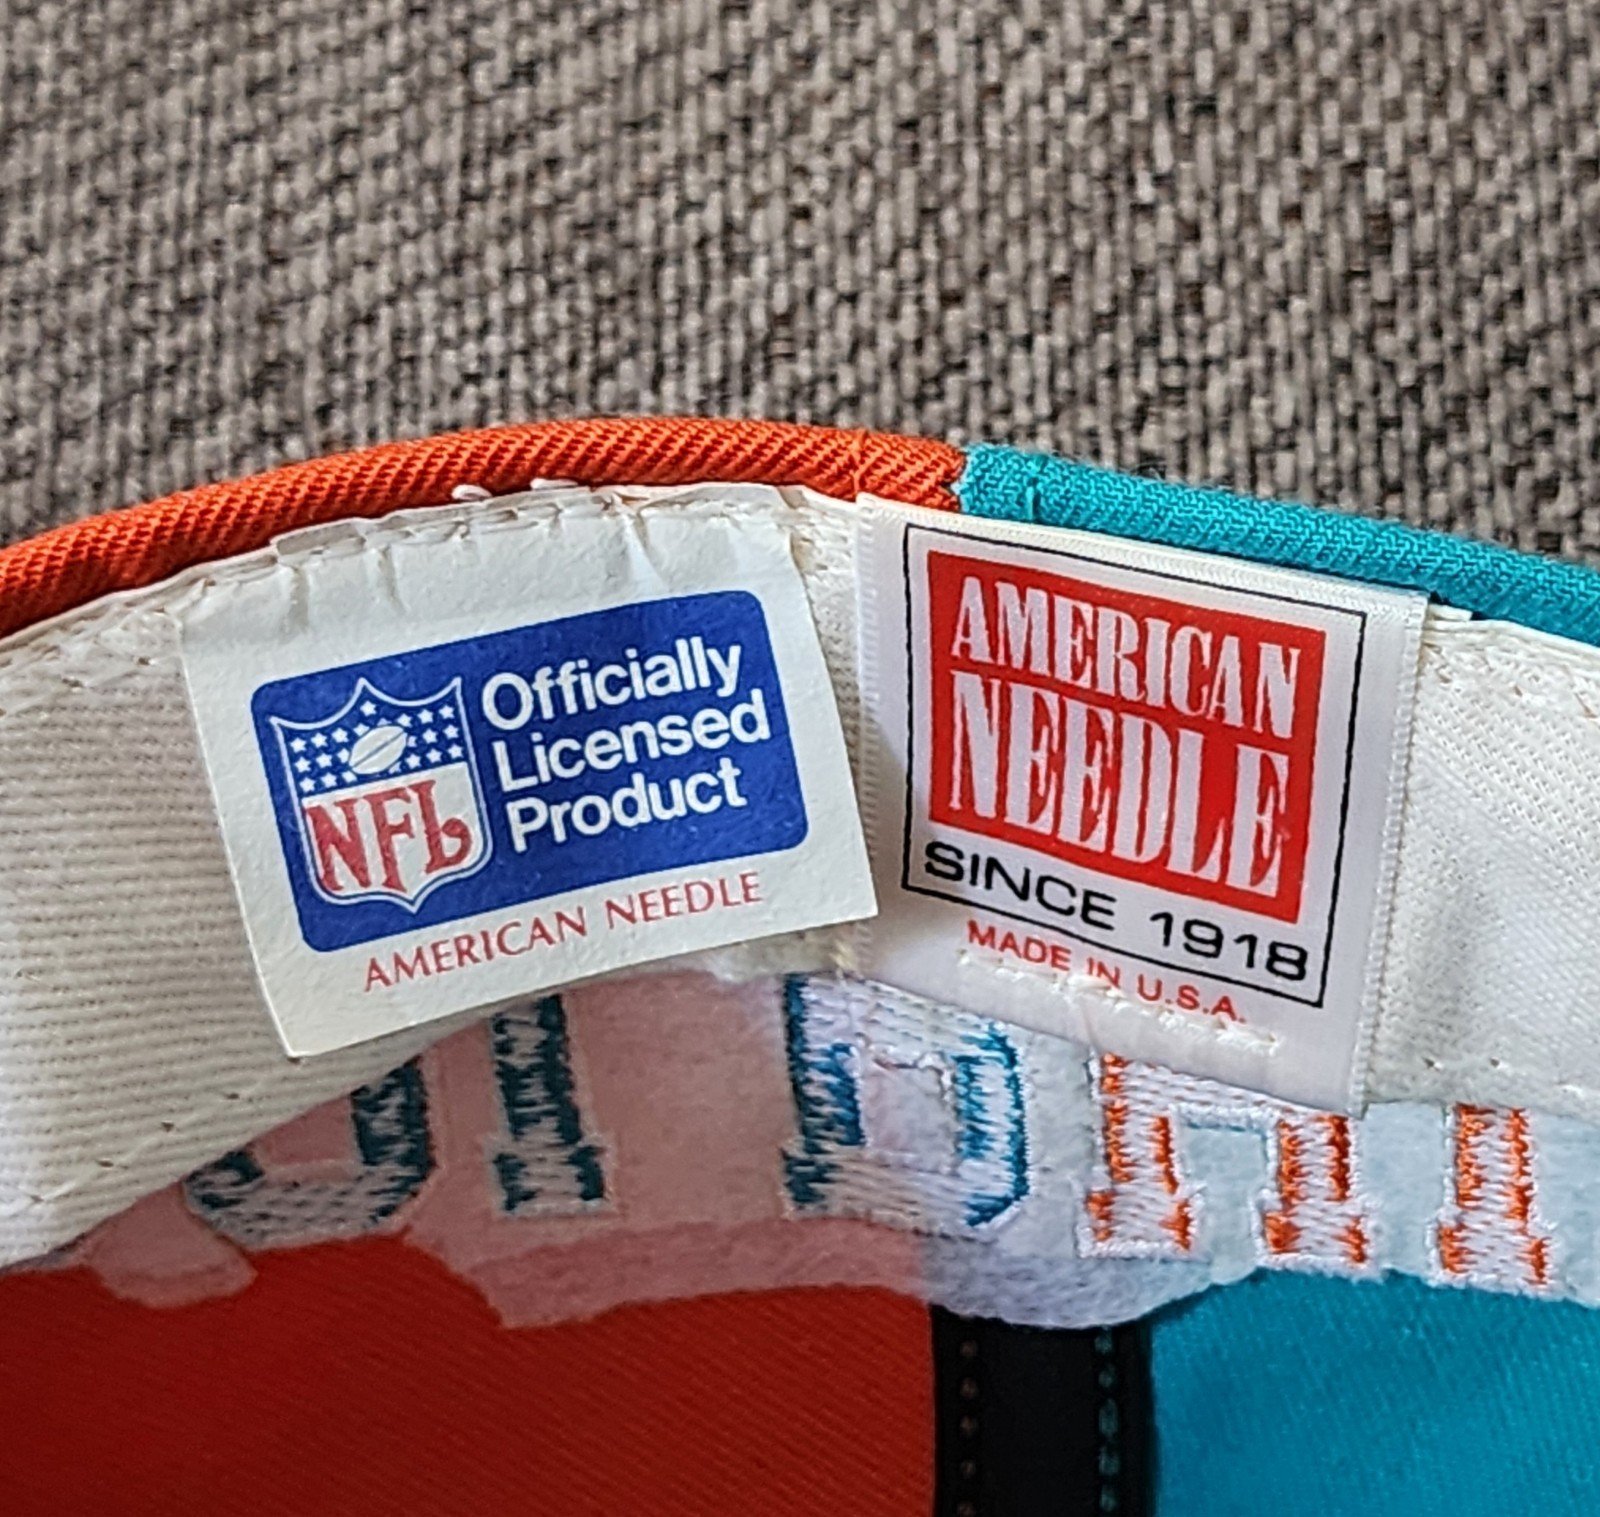 NFL
Officially
Licensed
Product
AMERICAN NEEDLE
AMERICAN
NEEDLE
SINCE 1918
MADE IN U.S.A.